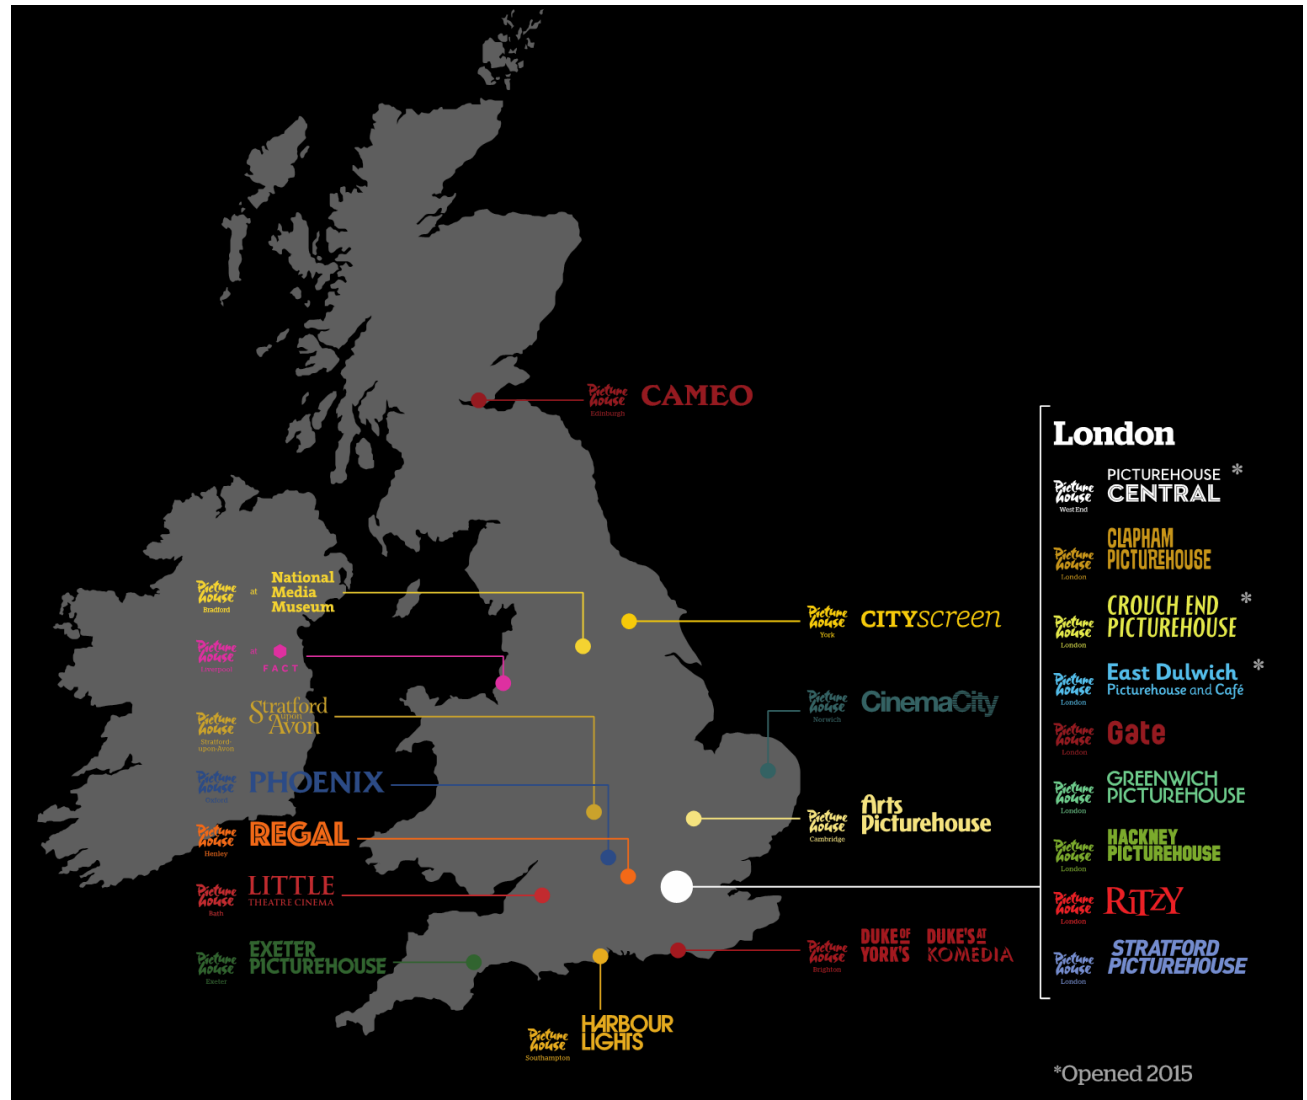 Picture
house
Edinburgh
CAMEO
Picture
house
Bradford
at
National
Media
Museum
Picture
house
at
FACT
Picture
house
Stratford-
upon-Avon
Stratford
upon
Avon
Picture
house
Oxford
PHOENIX
Picture
house
Henley
REGAL
Picture
house
Bath
LITTLE
THEATRE CINEMA
Picture
house
Exeter
EXETER
PICTUREHOUSE
Picture
house
Southampton
HARBOUR
LIGHTS
Picture
house
York
CITYscreen
Picture
house
Norwich
CinemaCity
Picture
house
Cambridge
Arts
Picturehouse
Picture
house
Brighton
DUKE OF
YORK'S
DUKE'S AT
KOMEDIA
London
Picture
house
West End
PICTUREHOUSE *
CENTRAL
Picture
house
London
CLAPHAM
PICTUREHOUSE
Picture
house
London
CROUCH END *
PICTUREHOUSE
Picture
house
London
East Dulwich *
Picturehouse and Café
Picture
house
London
Gate
Picture
house
London
GREENWICH
PICTUREHOUSE
Picture
house
London
HACKNEY
PICTUREHOUSE
Picture
house
London
RiTZY
Picture
house
London
STRATFORD
PICTUREHOUSE
*Opened 2015